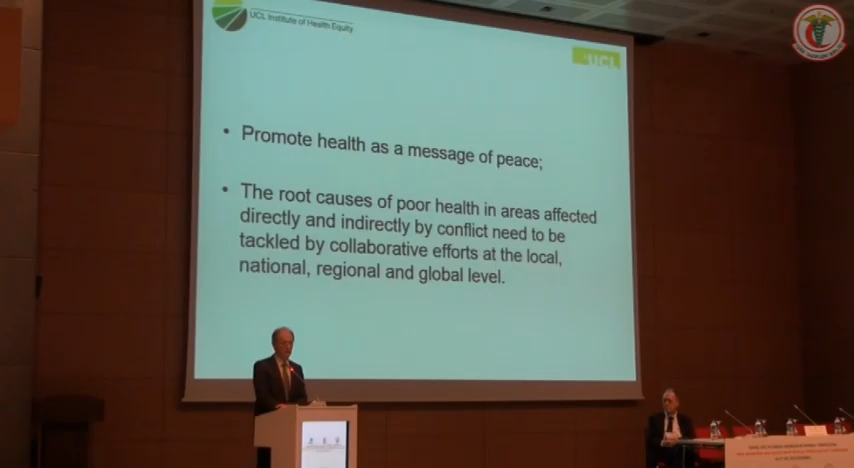 UCL Institute of Health Equity
UCL
• Promote health as a message of peace;
• The root causes of poor health in areas affected
directly and indirectly by conflict need to be
tackled by collaborative efforts at the local,
national, regional and global level.